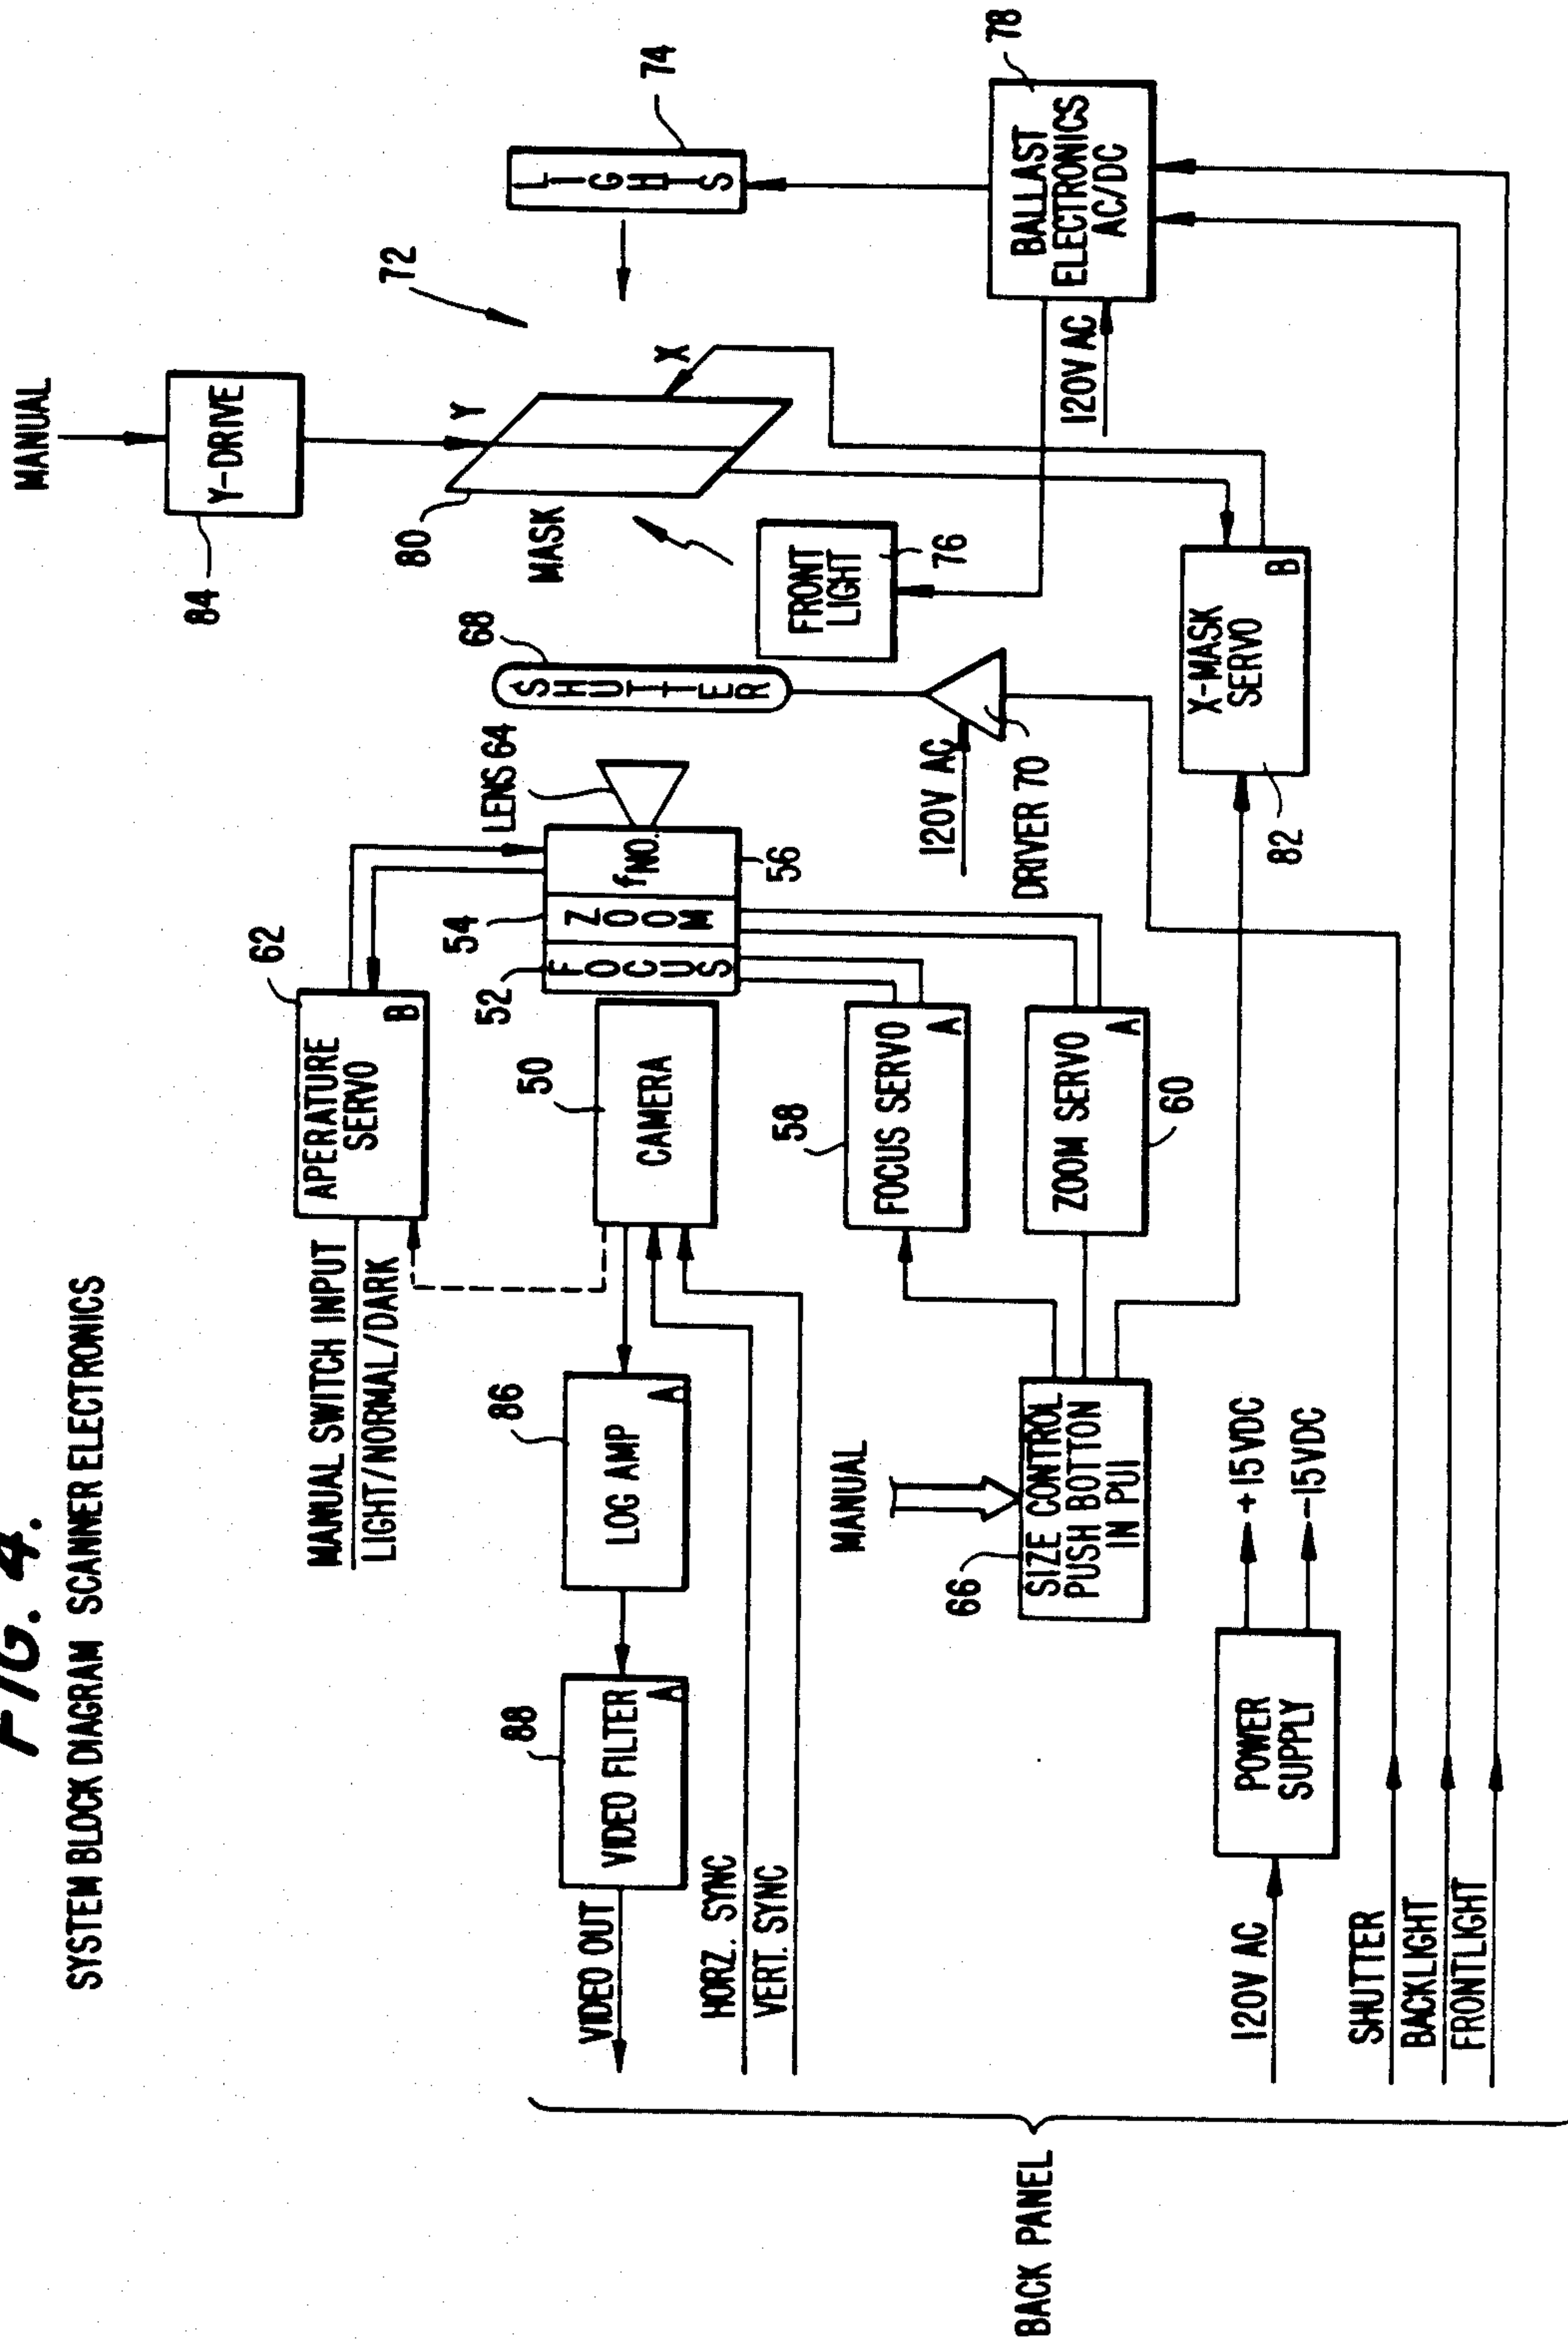 FIG. 4.
SYSTEM BLOCK DIAGRAM SCANNER ELECTRONICS
MANUAL
84
Y-DRIVE
MANUAL SWITCH INPUT
LIGHT/NORMAL/DARK
APERATURE
SERVO
B
62
72
Y
X
80
MASK
LIGHTS
74
VIDEO OUT
88
VIDEO FILTER
A
86
LOG AMP
A
50
CAMERA
52
FOCUS
54
ZOOM
f NO.
56
LENS 64
68
SHUTTER
FRONT
LIGHT
76
HORZ. SYNC
VERT. SYNC
58
FOCUS SERVO
A
120V AC
DRIVER 70
120V AC
BALLAST
ELECTRONICS
AC/DC
78
MANUAL
66
SIZE CONTROL
PUSH BOTTON
IN PUI
ZOOM SERVO
A
60
X-MASK
SERVO
B
82
120V AC
POWER
SUPPLY
+15VDC
-15VDC
SHUTTER
BACKLIGHT
FRONTLIGHT
BACK PANEL